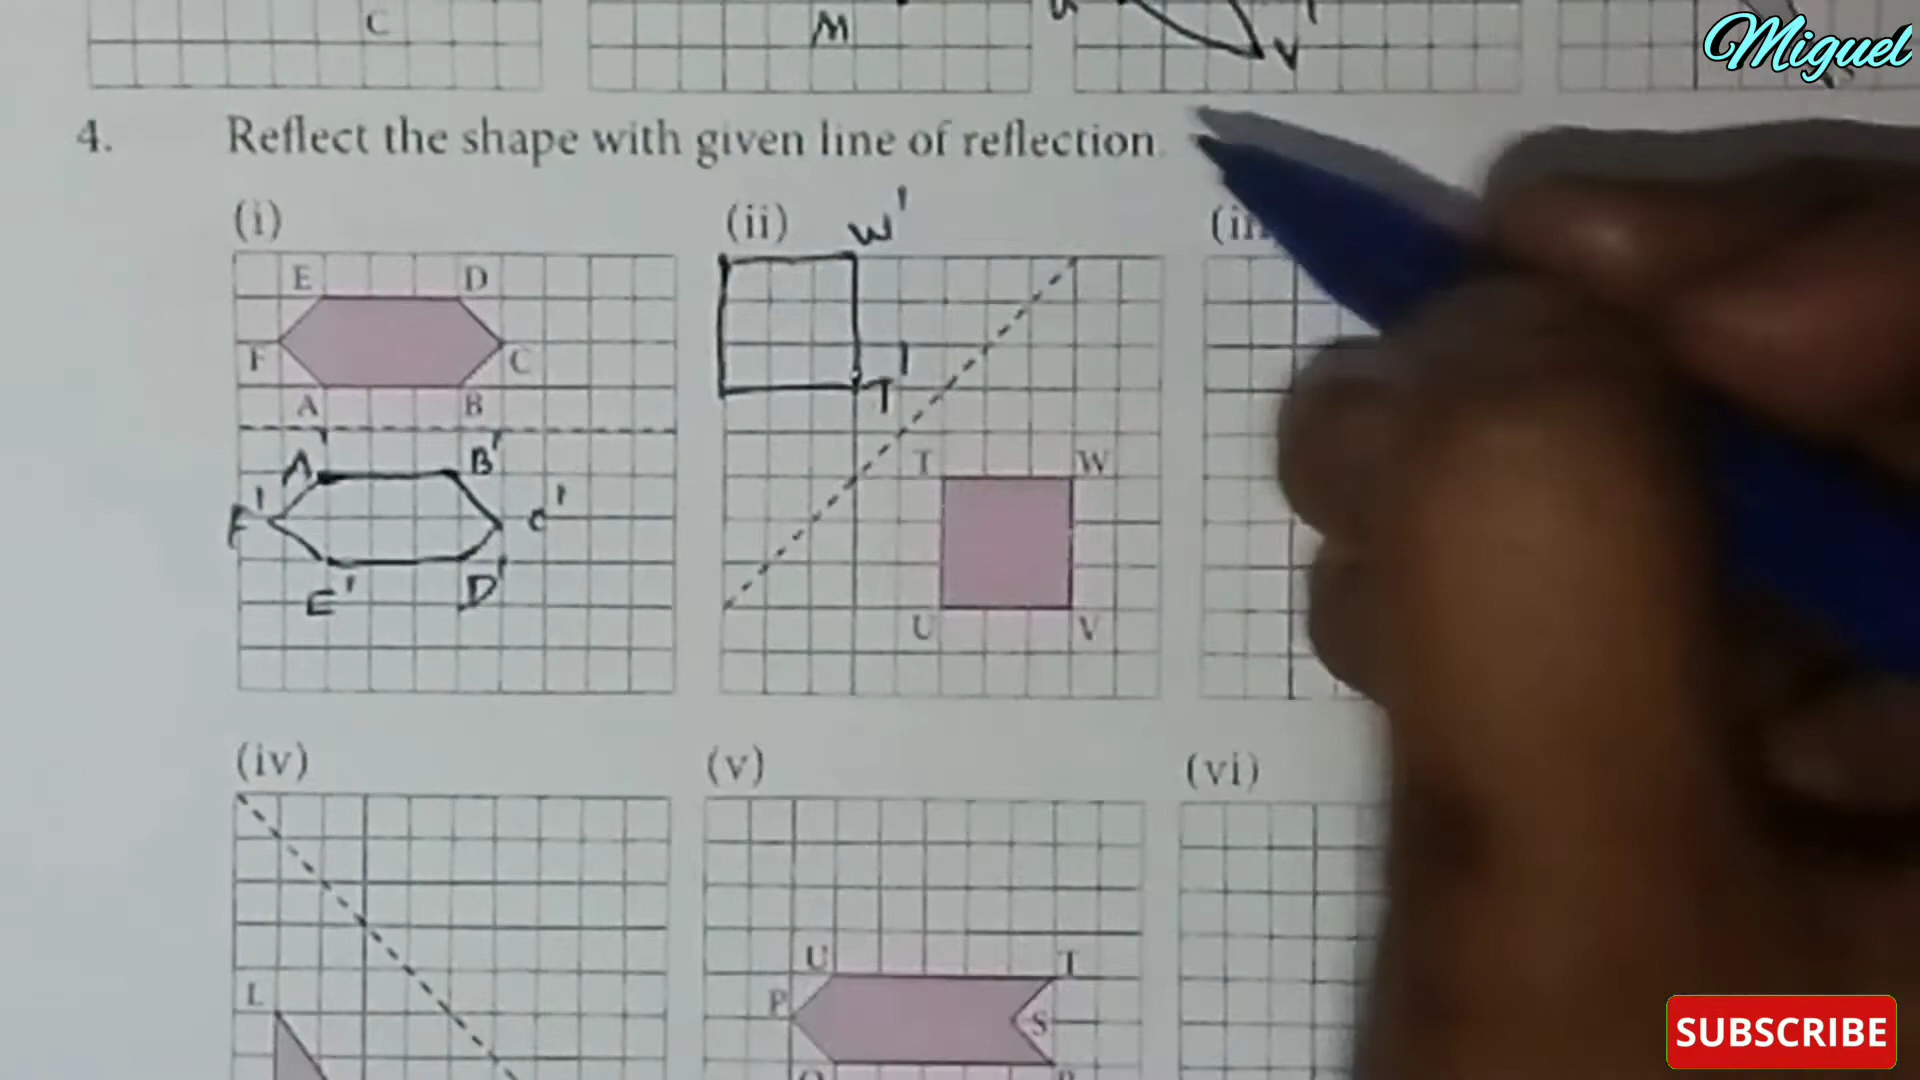 C
M
V'
Miguel
4. Reflect the shape with given line of reflection.
(i)
(ii)
W'
E
D
F
C
A
B
T'
A'
B'
F'
C'
E'
D'
T
W
U
V
(iv)
(v)
(vi)
L
U
T
P
S
SUBSCRIBE